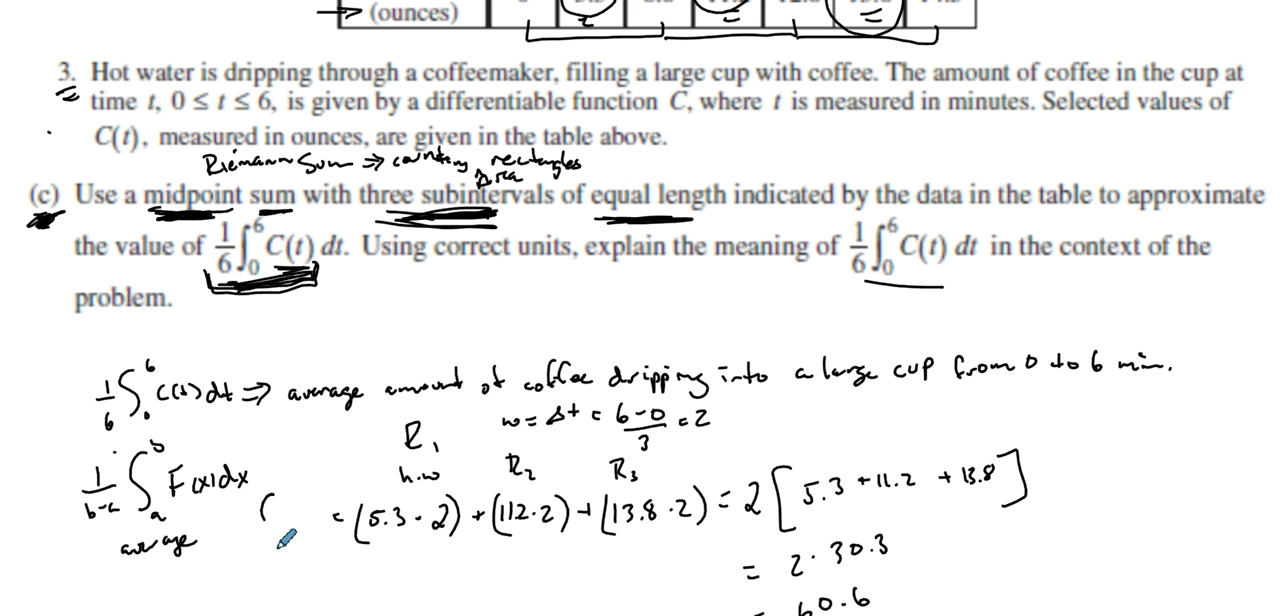 (ounces)
3. Hot water is dripping through a coffeemaker, filling a large cup with coffee. The amount of coffee in the cup at
time t, 0 ≤ t ≤ 6, is given by a differentiable function C, where t is measured in minutes. Selected values of
C(t), measured in ounces, are given in the table above.
Riemann Sum ⇒ counting rectangles
Area
(c) Use a midpoint sum with three subintervals of equal length indicated by the data in the table to approximate
the value of 1/6 ∫₀⁶ C(t) dt. Using correct units, explain the meaning of 1/6 ∫₀⁶ C(t) dt in the context of the
problem.
1/6 ∫₀⁶ C(t) dt ⇒ average amount of coffee dripping into a large cup from 0 to 6 min.
w = Δt = (6-0)/3 = 2
R₁ R₂ R₃
h.w
1/(b-a) ∫ₐᵇ F(x)dx
average
( = (5.3 · 2) + (112·2) + (13.8 · 2) = 2[5.3 + 11.2 + 13.8]
= 2 · 30.3
= 60.6